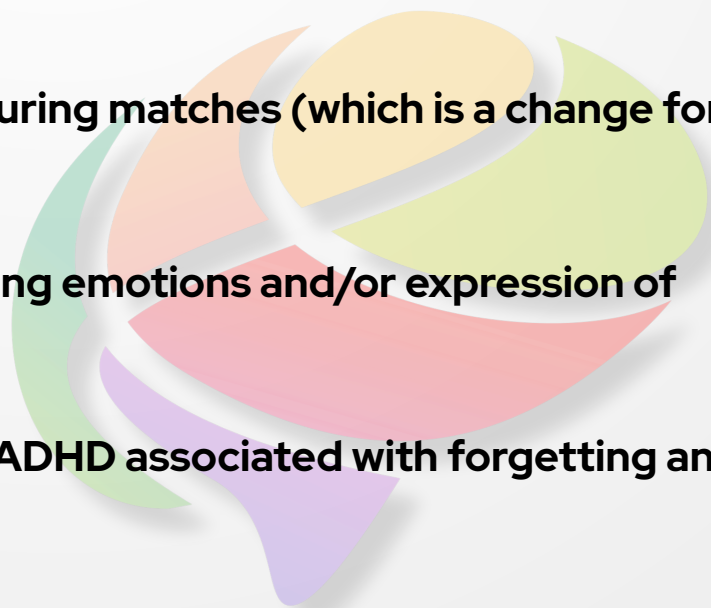 uring matches (which is a change for
ng emotions and/or expression of
ADHD associated with forgetting an